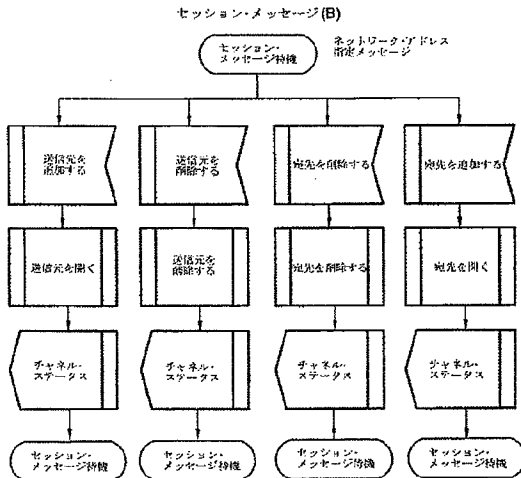 セッション・メッセージ(B)
セッション・
メッセージ待機
ネットワーク・アドレス
指定メッセージ
送信元を
追加する
送信元を
削除する
宛先を削除する
宛先を追加する
送信元を開く
送信元を
削除する
宛先を削除する
宛先を開く
チャネル・
ステータス
チャネル・
ステータス
チャネル・
ステータス
チャネル・
ステータス
セッション・
メッセージ待機
セッション・
メッセージ待機
セッション・
メッセージ待機
セッション・
メッセージ待機